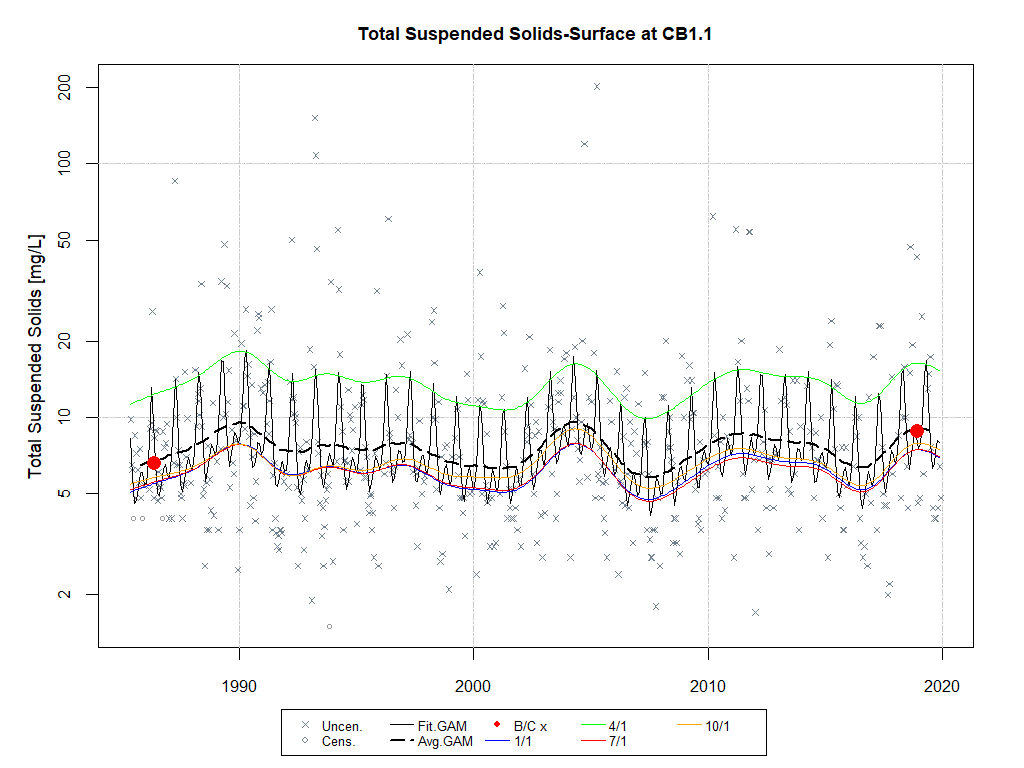 Total Suspended Solids-Surface at CB1.1
Total Suspended Solids [mg/L]
200
100
50
20
10
5
2
1990 2000 2010 2020
Uncen. Fit.GAM B/C x 4/1 10/1
Cens. Avg.GAM 1/1 7/1